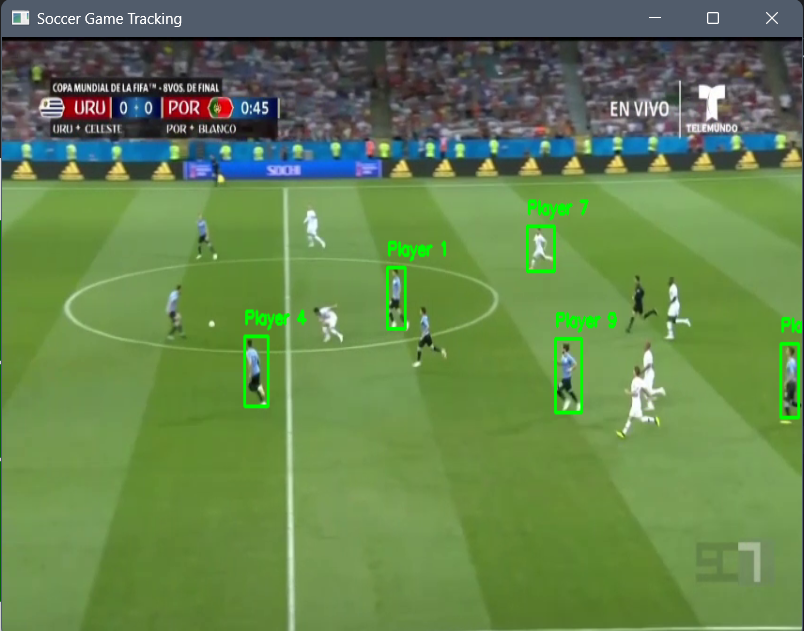 Soccer Game Tracking
COPA MUNDIAL DE LA FIFA™ - 8VOS. DE FINAL
URU 0 0 POR 0:45
URU • CELESTE POR • BLANCO
EN VIVO
TELEMUNDO
SOCHI
Player 7
Player 1
Player 4
Player 9